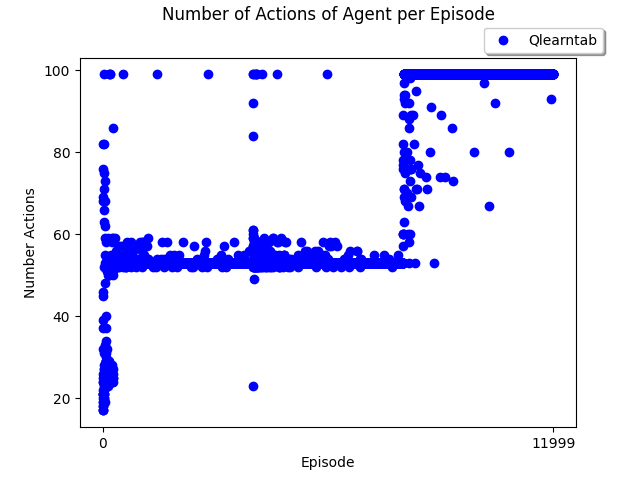 Number of Actions of Agent per Episode
Qlearntab
100
80
60
40
20
Number Actions
0
11999
Episode